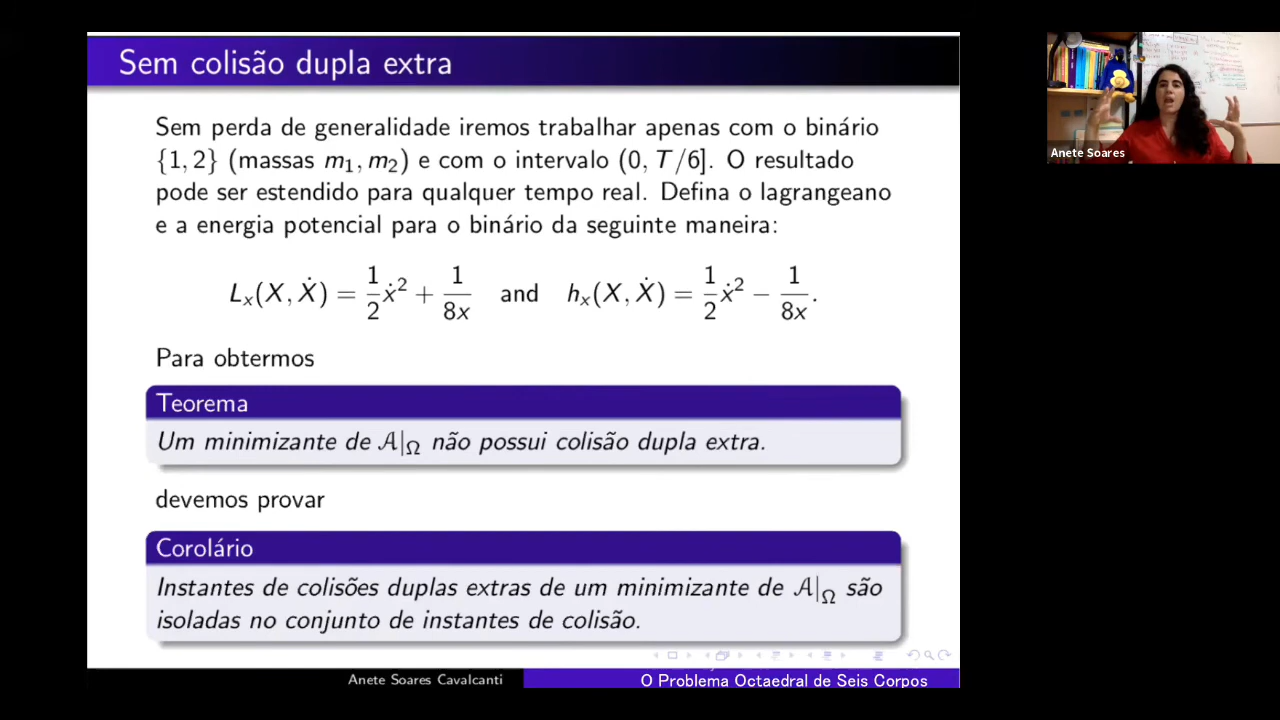 Sem colisão dupla extra
Sem perda de generalidade iremos trabalhar apenas com o binário
{1, 2} (massas m₁, m₂) e com o intervalo (0, T/6]. O resultado
pode ser estendido para qualquer tempo real. Defina o lagrangeano
e a energia potencial para o binário da seguinte maneira:
Lₓ(X, Ẋ) = 1/2 ẋ² + 1/8x and hₓ(X, Ẋ) = 1/2 ẋ² − 1/8x.
Para obtermos
Teorema
Um minimizante de 𝒜|_Ω não possui colisão dupla extra.
devemos provar
Corolário
Instantes de colisões duplas extras de um minimizante de 𝒜|_Ω são
isoladas no conjunto de instantes de colisão.
Anete Soares Cavalcanti
O Problema Octaedral de Seis Corpos
Anete Soares